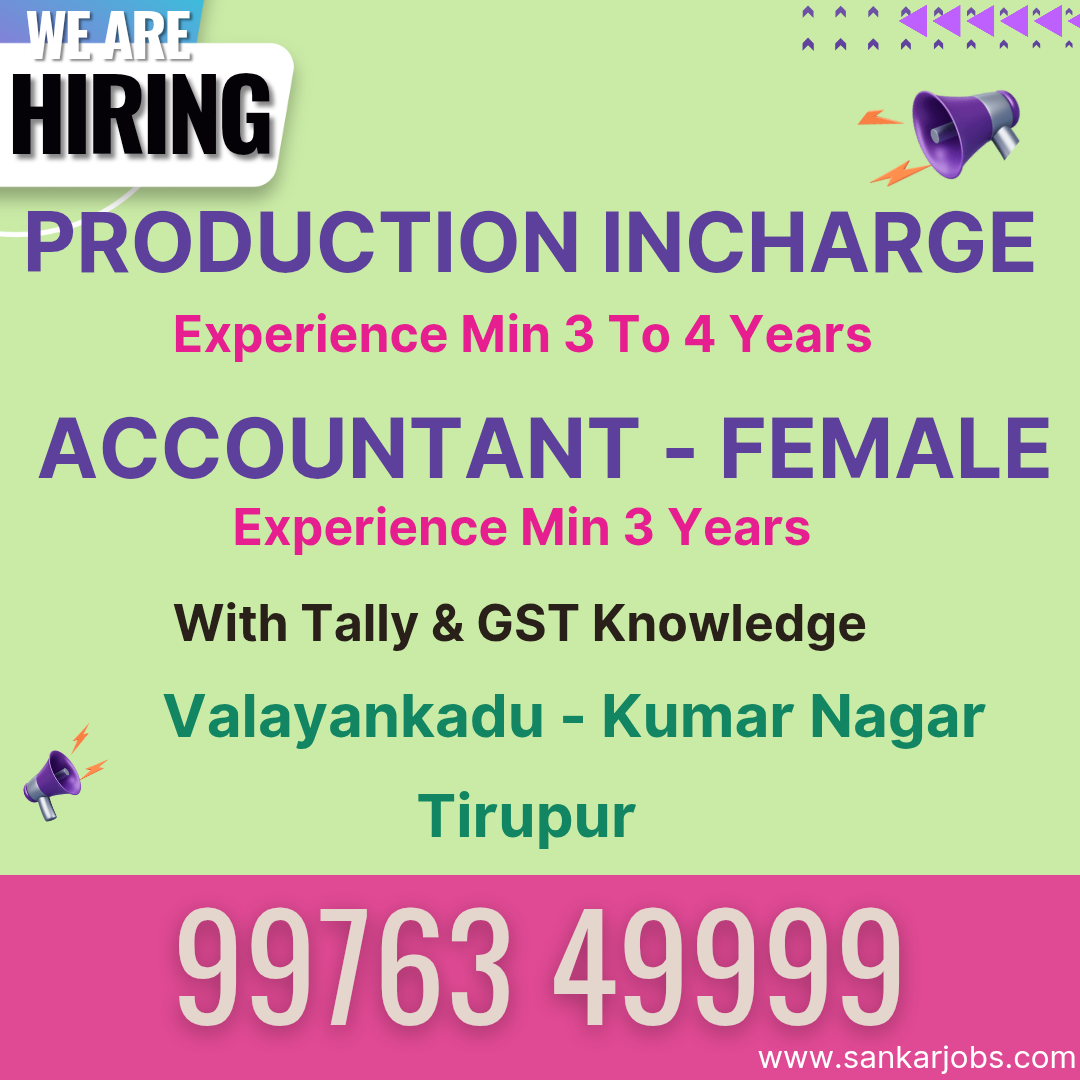 WE ARE
HIRING
PRODUCTION INCHARGE
Experience Min 3 To 4 Years
ACCOUNTANT - FEMALE
Experience Min 3 Years
With Tally & GST Knowledge
Valayankadu - Kumar Nagar
Tirupur
99763 49999
www.sankarjobs.com